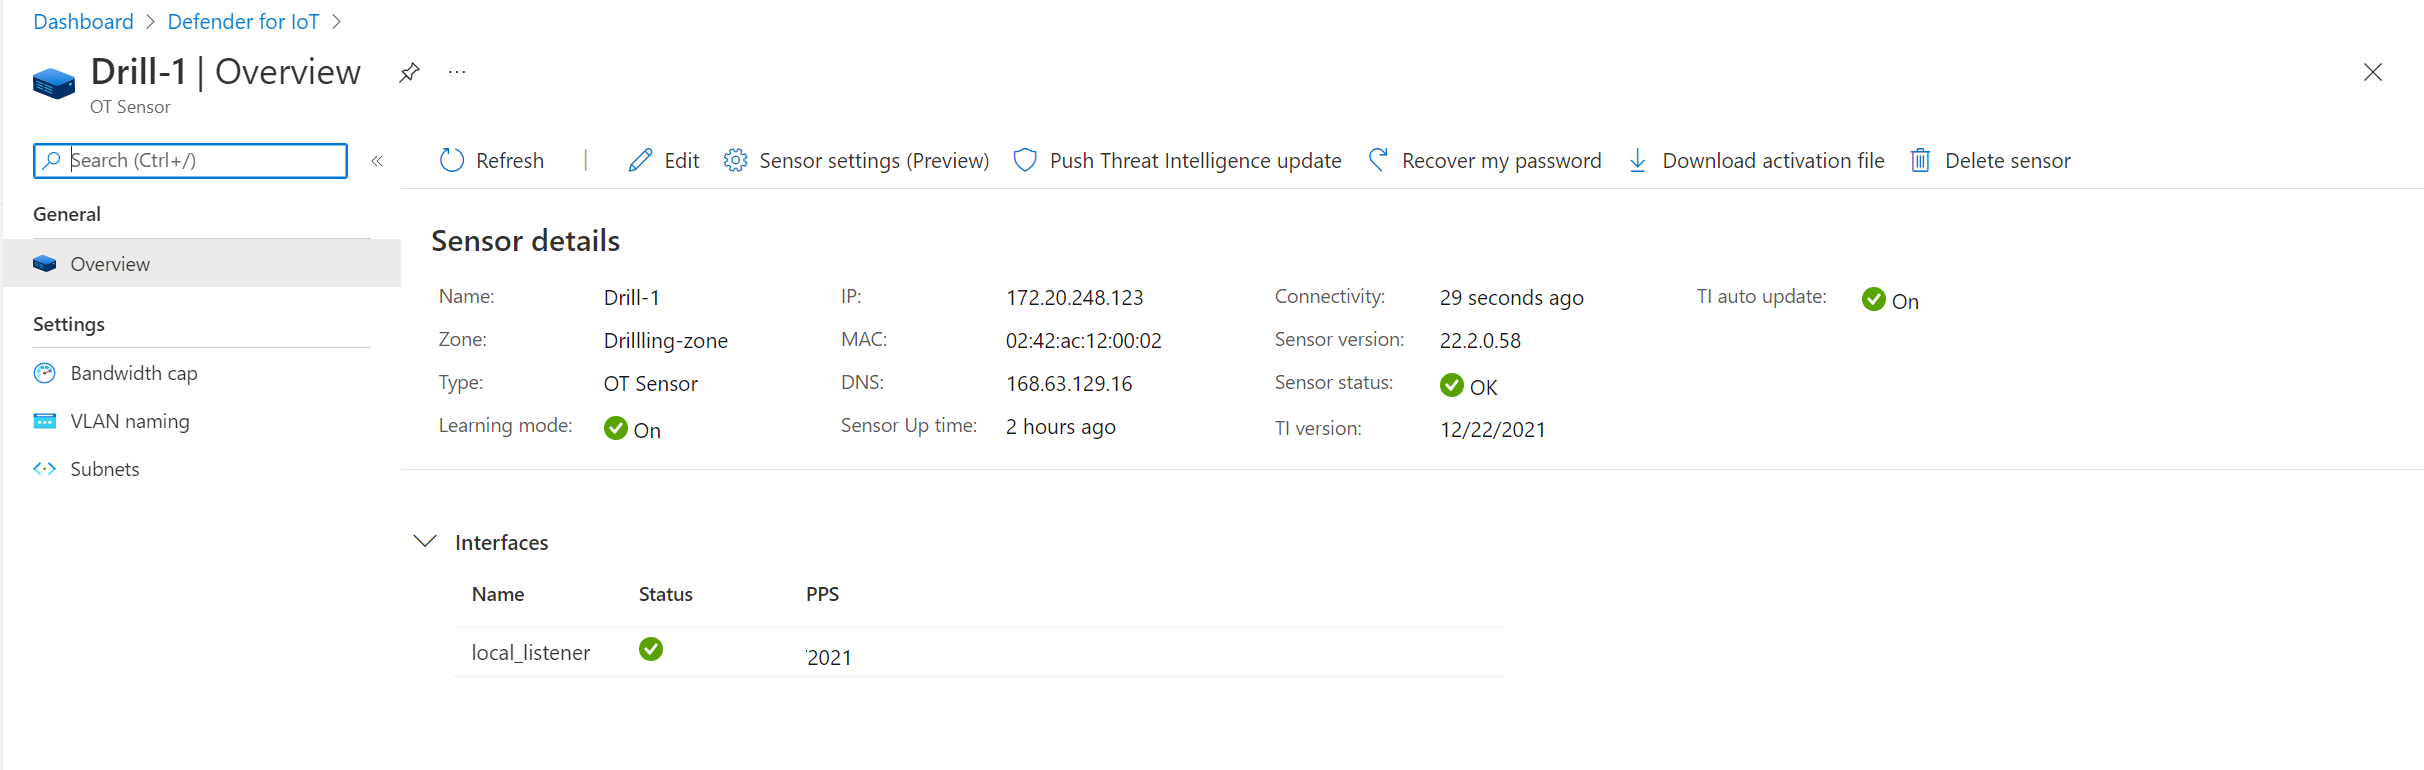 Dashboard > Defender for IoT >
Drill-1 | Overview ...
OT Sensor
Search (Ctrl+/) «
Refresh | Edit Sensor settings (Preview) Push Threat Intelligence update Recover my password Download activation file Delete sensor
General
Overview
Settings
Bandwidth cap
VLAN naming
Subnets
Sensor details
Name: Drill-1 IP: 172.20.248.123 Connectivity: 29 seconds ago TI auto update: On
Zone: Drillling-zone MAC: 02:42:ac:12:00:02 Sensor version: 22.2.0.58
Type: OT Sensor DNS: 168.63.129.16 Sensor status: OK
Learning mode: On Sensor Up time: 2 hours ago TI version: 12/22/2021
Interfaces
Name Status PPS
local_listener '2021